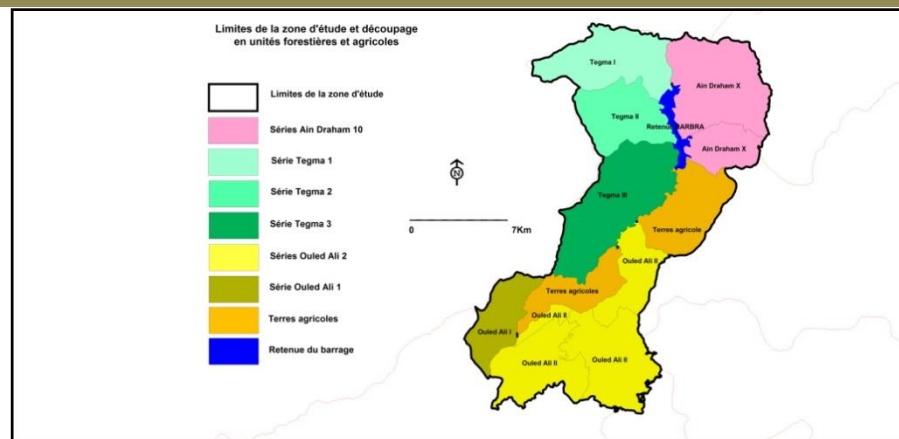 Limites de la zone d'étude et découpage
en unités forestières et agricoles
Limites de la zone d'étude
Séries Ain Draham 10
Série Tegma 1
Série Tegma 2
Série Tegma 3
Séries Ouled Ali 2
Série Ouled Ali 1
Terres agricoles
Retenue du barrage
N
0 7Km
Tegma I
Ain Draham X
Tegma II
Retenue BARBRA
Ain Draham X
Tegma III
Terres agricole
Ouled Ali II
Terres agricoles
Ouled Ali II
Ouled Ali I
Ouled Ali II
Ouled Ali II